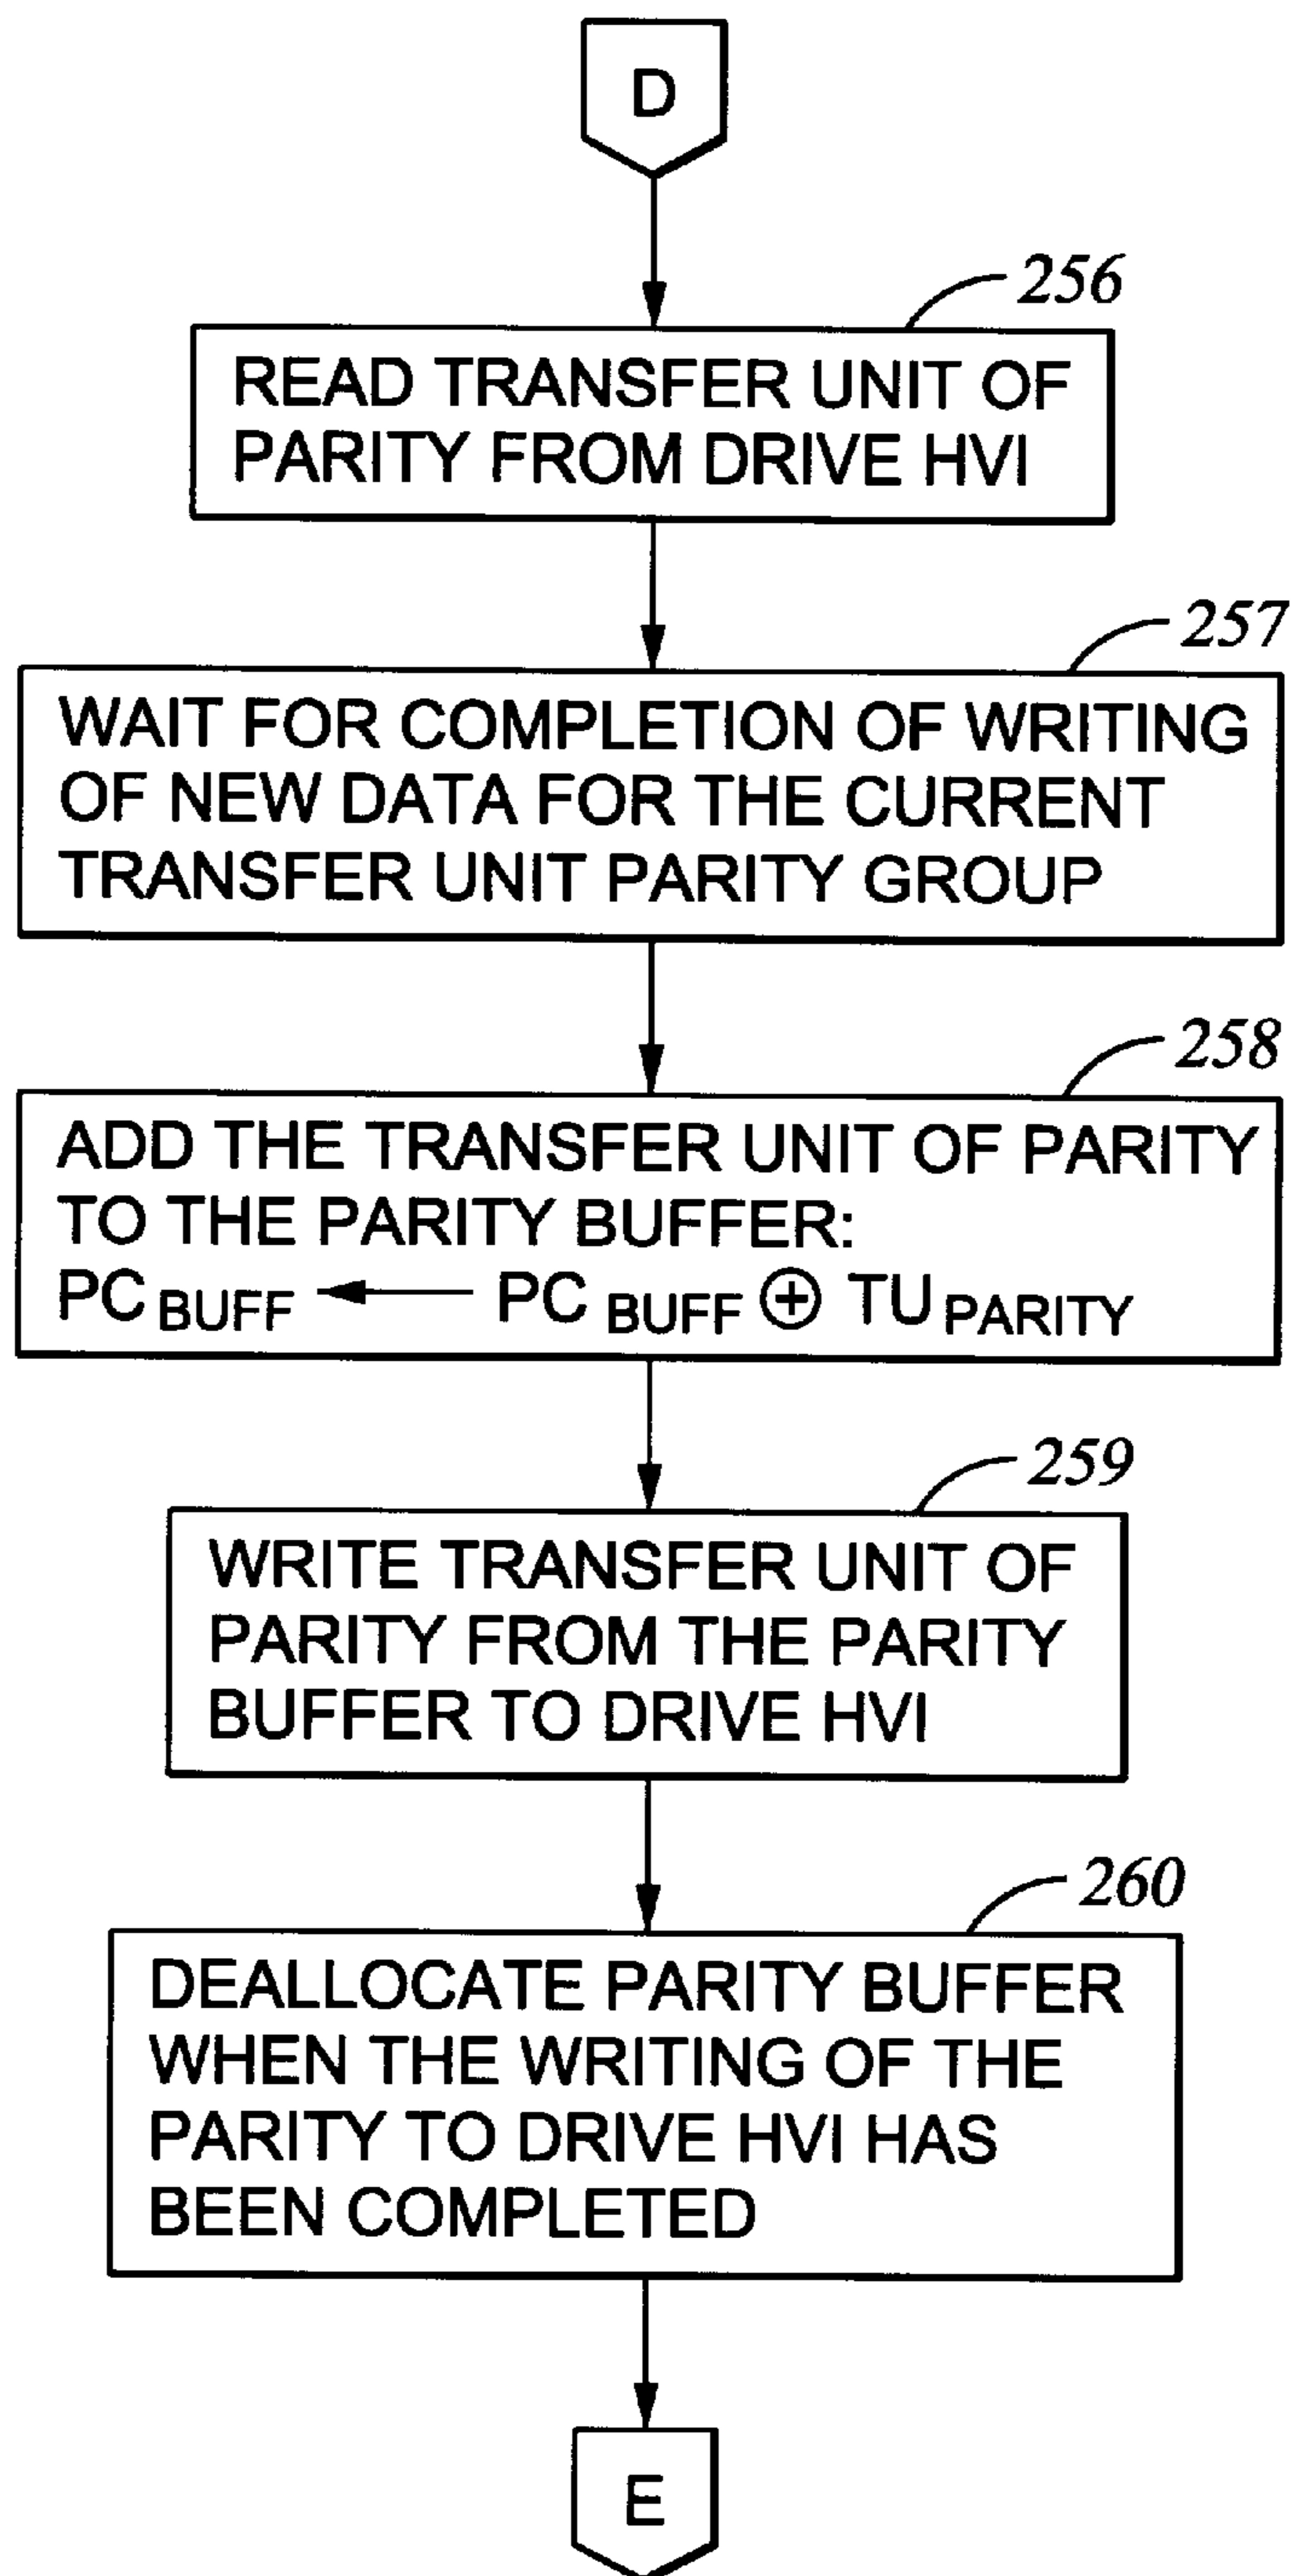 D
256
READ TRANSFER UNIT OF
PARITY FROM DRIVE HVI
257
WAIT FOR COMPLETION OF WRITING
OF NEW DATA FOR THE CURRENT
TRANSFER UNIT PARITY GROUP
258
ADD THE TRANSFER UNIT OF PARITY
TO THE PARITY BUFFER:
PC BUFF ← PC BUFF ⊕ TU PARITY
259
WRITE TRANSFER UNIT OF
PARITY FROM THE PARITY
BUFFER TO DRIVE HVI
260
DEALLOCATE PARITY BUFFER
WHEN THE WRITING OF THE
PARITY TO DRIVE HVI HAS
BEEN COMPLETED
E